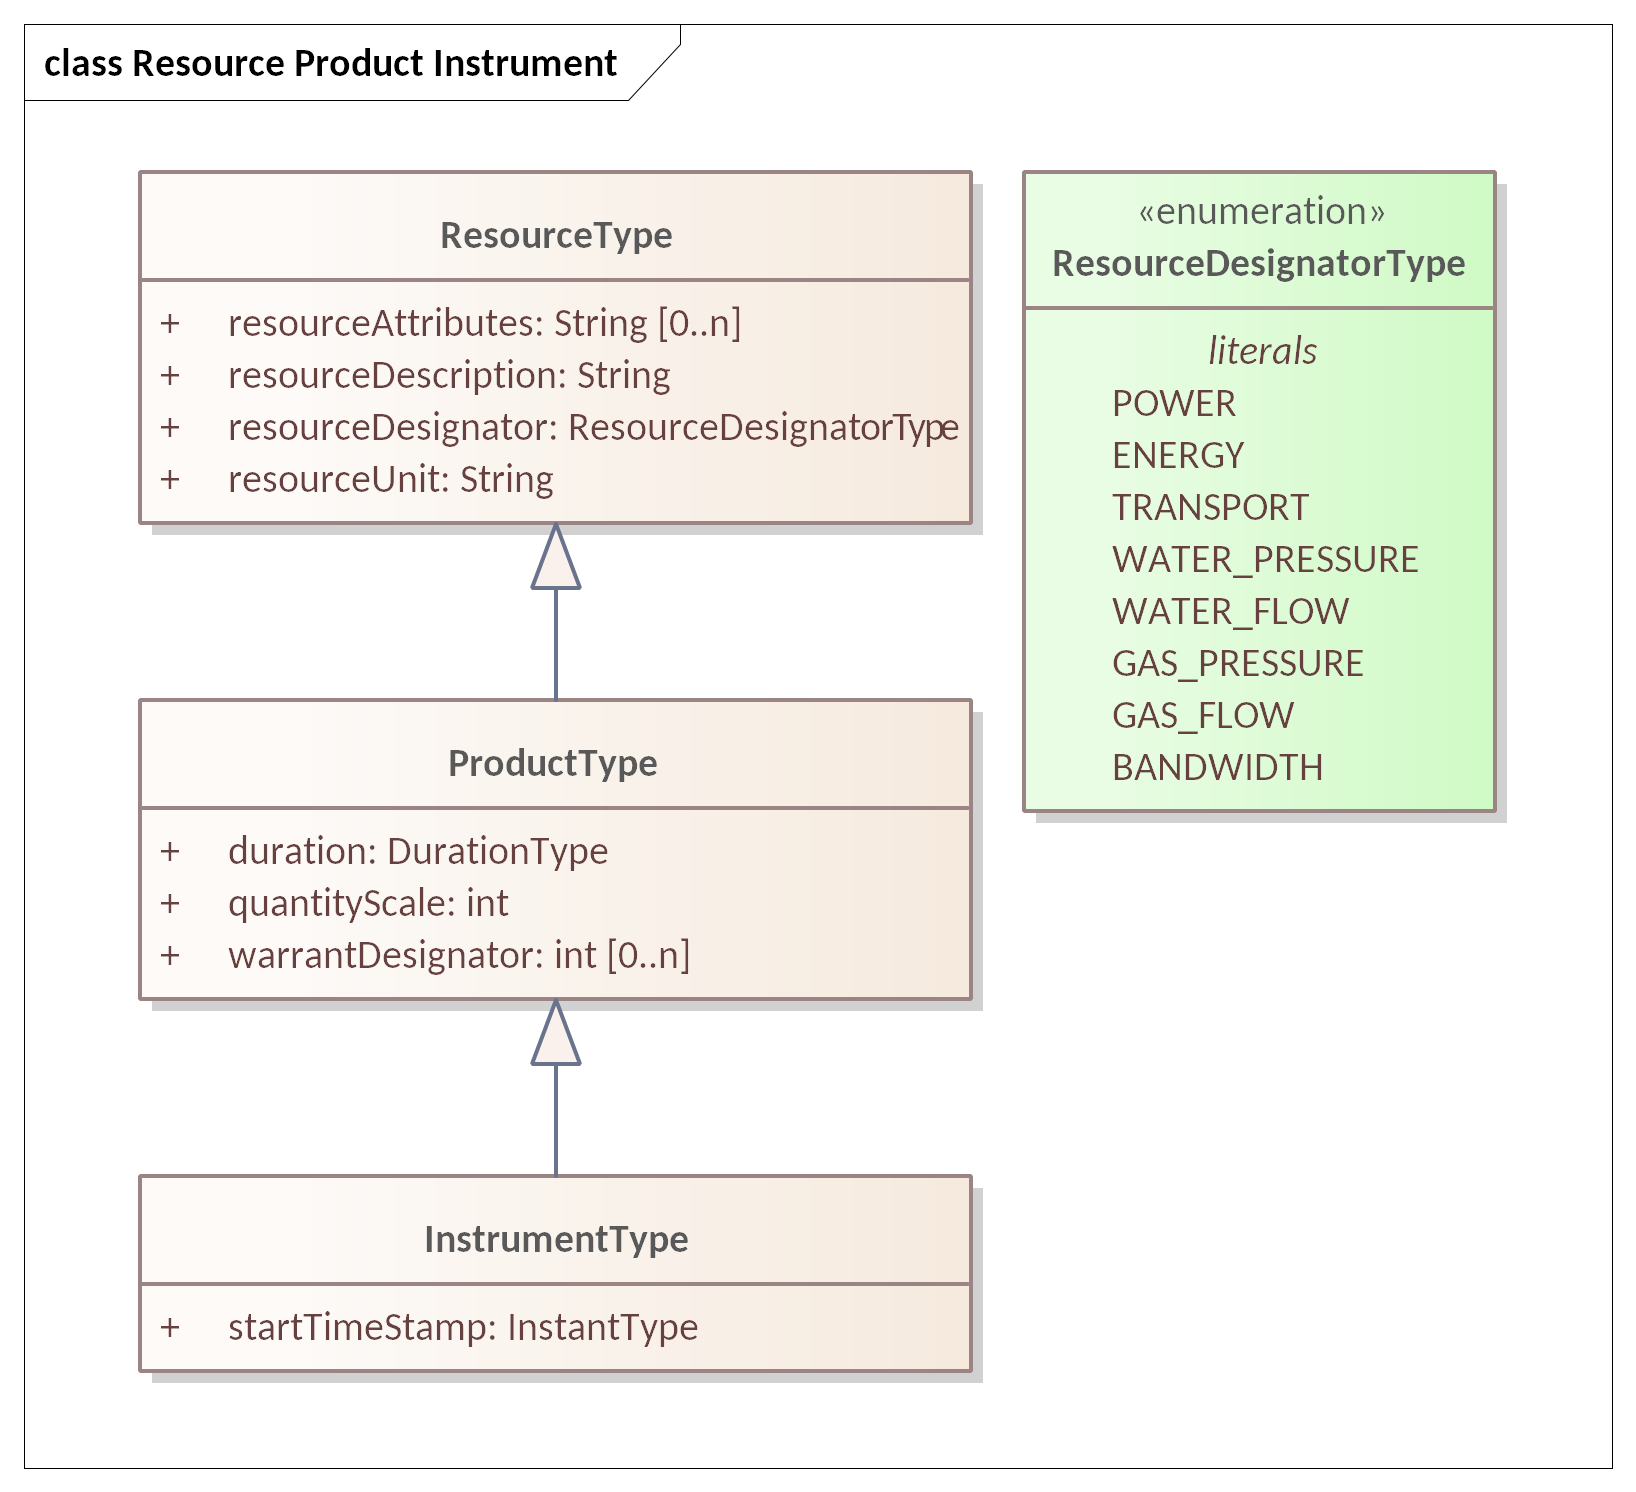 class Resource Product Instrument
ResourceType
+ resourceAttributes: String [0..n]
+ resourceDescription: String
+ resourceDesignator: ResourceDesignatorType
+ resourceUnit: String
«enumeration»
ResourceDesignatorType
literals
POWER
ENERGY
TRANSPORT
WATER_PRESSURE
WATER_FLOW
GAS_PRESSURE
GAS_FLOW
BANDWIDTH
ProductType
+ duration: DurationType
+ quantityScale: int
+ warrantDesignator: int [0..n]
InstrumentType
+ startTimeStamp: InstantType